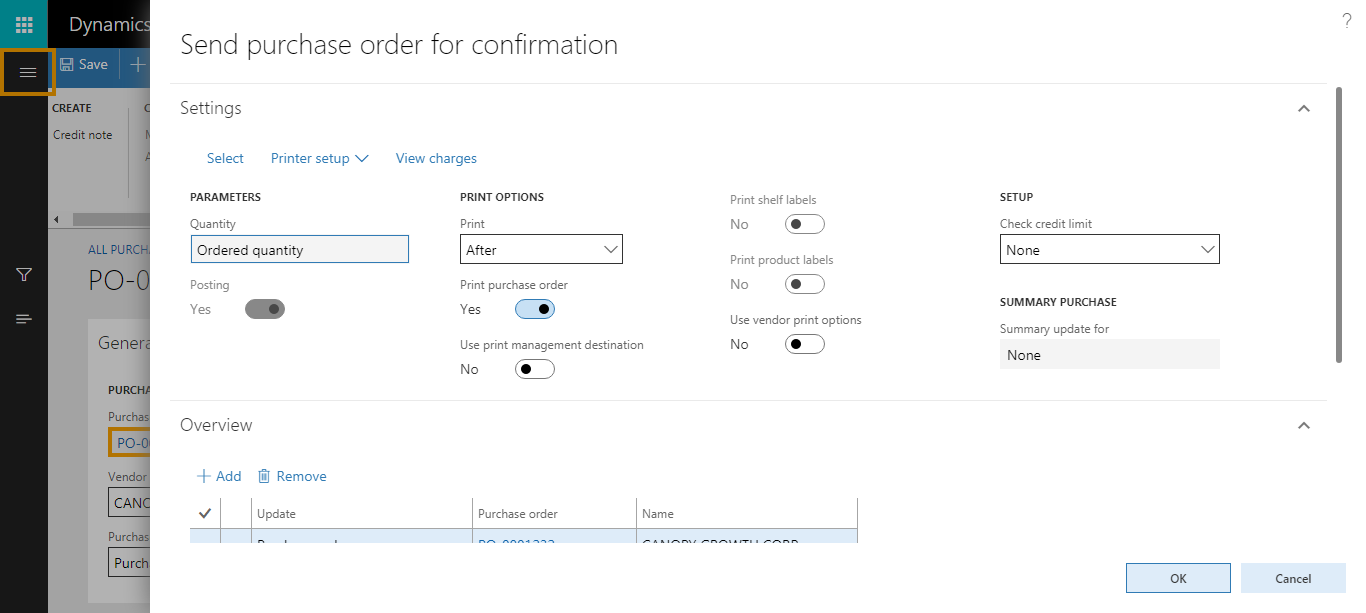 Dynamics
?
Send purchase order for confirmation
Save
CREATE
Credit note
Settings
Select Printer setup View charges
PARAMETERS
Quantity
Ordered quantity
Posting
Yes
PRINT OPTIONS
Print
After
Print purchase order
Yes
Use print management destination
No
Print shelf labels
No
Print product labels
No
Use vendor print options
No
SETUP
Check credit limit
None
SUMMARY PURCHASE
Summary update for
None
ALL PURCHA
PO-0
Genera
PURCHA
Purchas
PO-00
Vendor
CANO
Purchas
Purch
Overview
Add Remove
Update Purchase order Name
Purchase order PO-0001222 CANOPY GROWTH CORP
OK Cancel